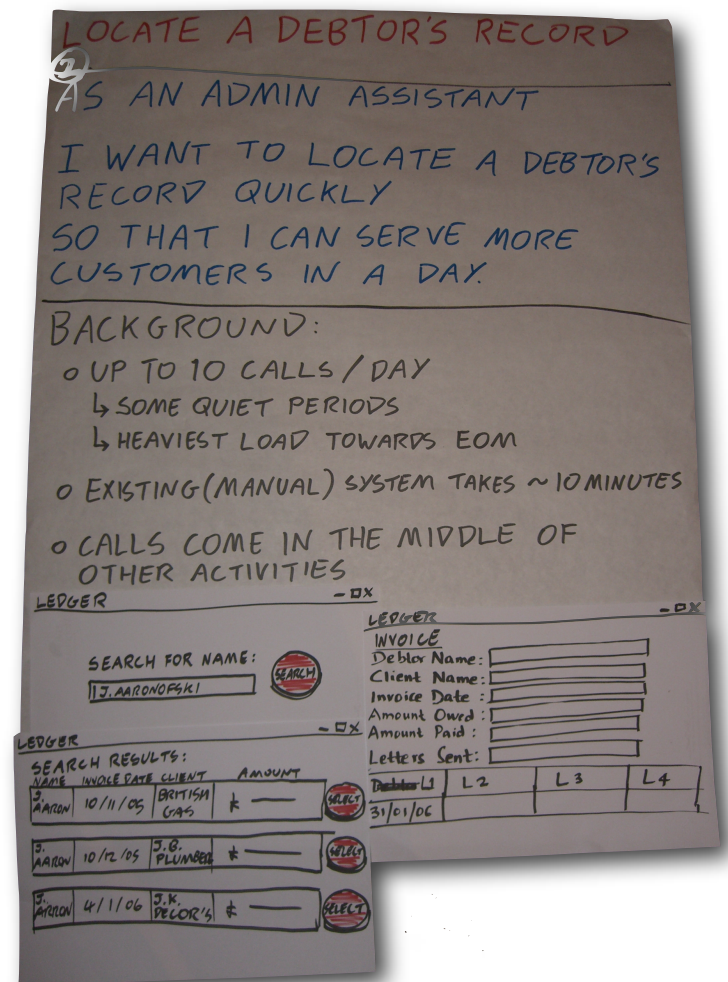 LOCATE A DEBTOR'S RECORD
2
AS AN ADMIN ASSISTANT
I WANT TO LOCATE A DEBTOR'S
RECORD QUICKLY
SO THAT I CAN SERVE MORE
CUSTOMERS IN A DAY.
BACKGROUND:
UP TO 10 CALLS / DAY
↳ SOME QUIET PERIODS
↳ HEAVIEST LOAD TOWARDS EOM
EXISTING (MANUAL) SYSTEM TAKES ~ 10 MINUTES
CALLS COME IN THE MIDDLE OF
OTHER ACTIVITIES
LEDGER
SEARCH FOR NAME:
J. AARONOFSKI
SEARCH
LEDGER
SEARCH RESULTS:
NAME INVOICE DATE CLIENT AMOUNT
J. AARON 10/11/05 BRITISH GAS £ SELECT
J. AARON 10/12/05 J.B. PLUMBER £ SELECT
J. ARRON 4/1/06 J.K. DECOR'S £ SELECT
LEDGER
INVOICE
Debtor Name:
Client Name:
Invoice Date:
Amount Owed:
Amount Paid:
Letters Sent:
L1 L2 L3 L4
31/01/06